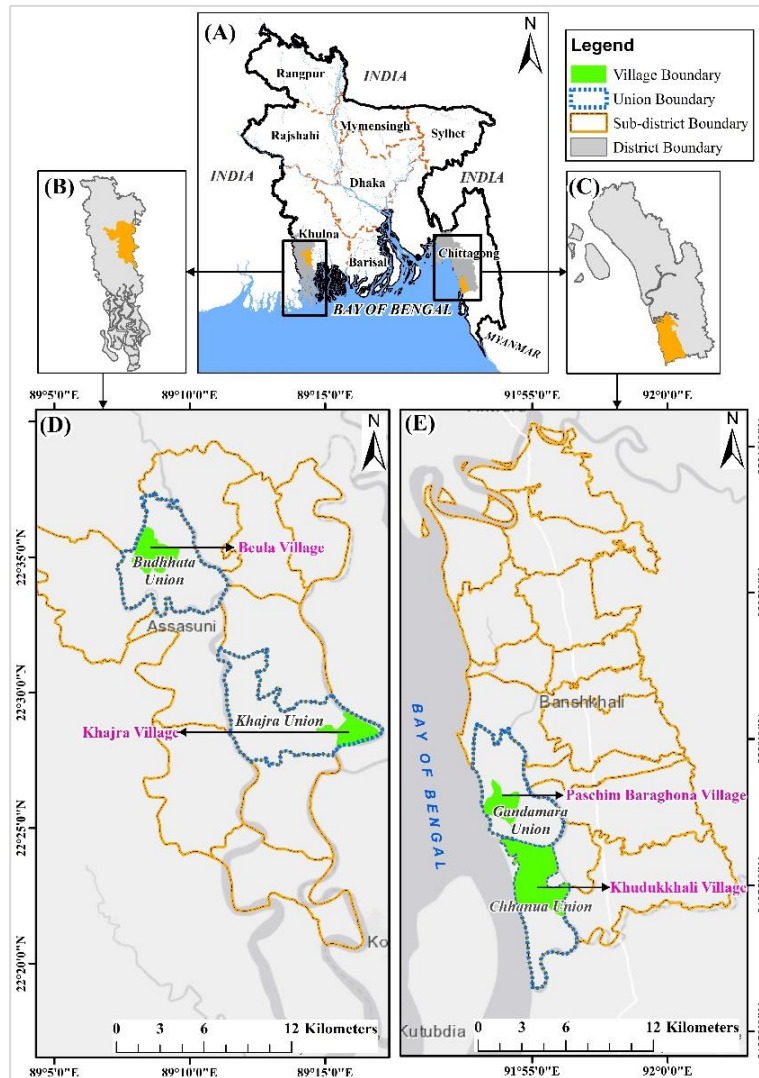 (A)
N
Rangpur
INDIA
Rajshahi
Mymensingh
Sylhet
INDIA
INDIA
Dhaka
Khulna
Barisal
Chittagong
BAY OF BENGAL
MYANMAR
Legend
Village Boundary
Union Boundary
Sub-district Boundary
District Boundary
(B)
(C)
89°5'0"E
89°10'0"E
89°15'0"E
91°55'0"E
92°0'0"E
(D)
N
22°35'0"N
22°30'0"N
22°25'0"N
22°20'0"N
Beula Village
Budhhata
Union
Assasuni
Khajra Union
Khajra Village
Ko
0 3 6 12 Kilometers
89°5'0"E
89°10'0"E
89°15'0"E
(E)
N
Banshkhali
BAY OF BENGAL
Paschim Baraghona Village
Gandamara
Union
Khudukkhali Village
Chhanua Union
Kutubdia
0 3 6 12 Kilometers
91°55'0"E
92°0'0"E